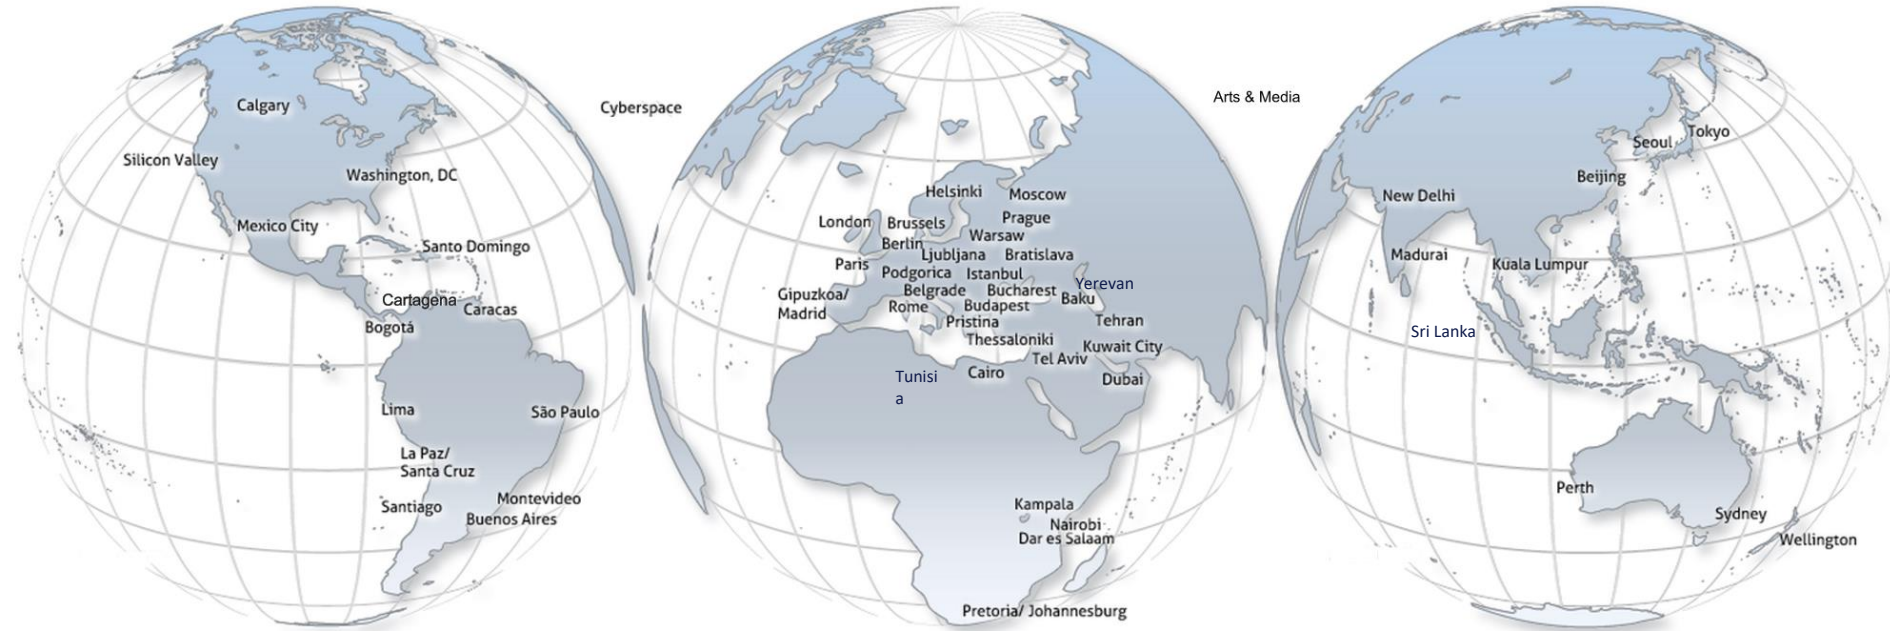 Calgary
Silicon Valley
Washington, DC
Mexico City
Santo Domingo
Cartagena
Caracas
Bogotá
Lima
São Paulo
La Paz/
Santa Cruz
Santiago
Montevideo
Buenos Aires
Cyberspace
Helsinki
Moscow
London
Brussels
Prague
Berlin
Warsaw
Paris
Ljubljana
Bratislava
Podgorica
Istanbul
Gipuzkoa/
Madrid
Belgrade
Bucharest
Yerevan
Baku
Rome
Budapest
Pristina
Tehran
Thessaloniki
Kuwait City
Tel Aviv
Cairo
Dubai
Tunisi
a
Kampala
Nairobi
Dar es Salaam
Pretoria/ Johannesburg
Arts & Media
Seoul
Tokyo
Beijing
New Delhi
Madurai
Kuala Lumpur
Sri Lanka
Perth
Sydney
Wellington